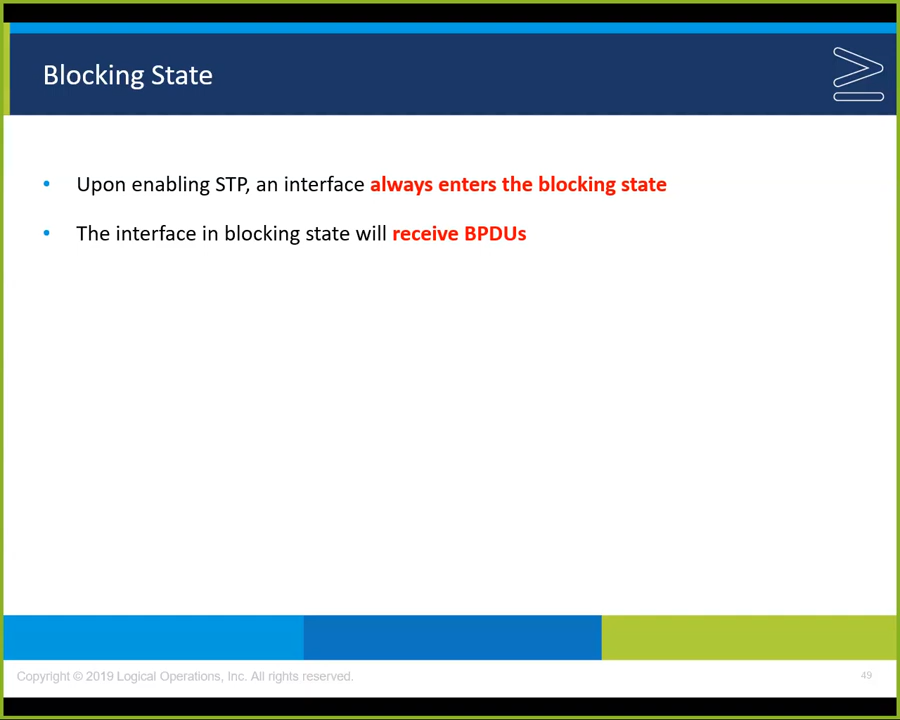 Blocking State
• Upon enabling STP, an interface always enters the blocking state
• The interface in blocking state will receive BPDUs
Copyright © 2019 Logical Operations, Inc. All rights reserved.
49